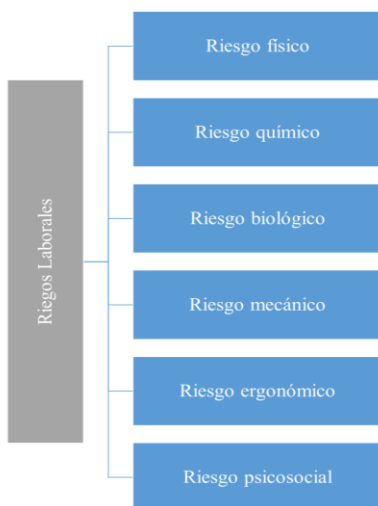 Riegos Laborales
Riesgo físico
Riesgo químico
Riesgo biológico
Riesgo mecánico
Riesgo ergonómico
Riesgo psicosocial